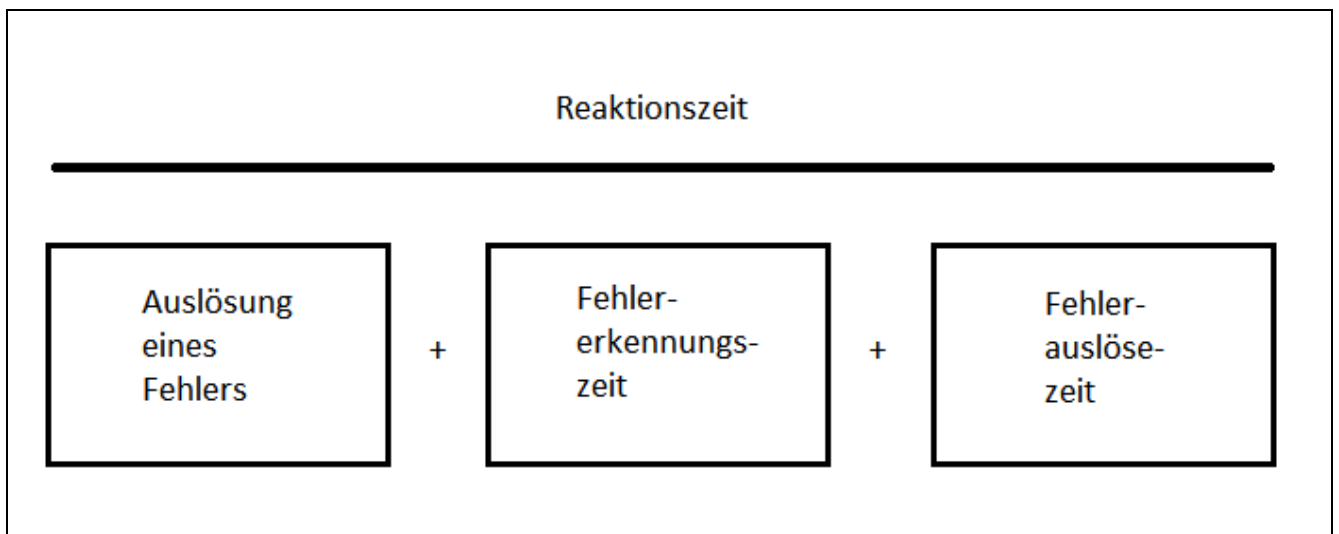 Reaktionszeit
Auslösung
eines
Fehlers
+
Fehler-
erkennungs-
zeit
+
Fehler-
auslöse-
zeit